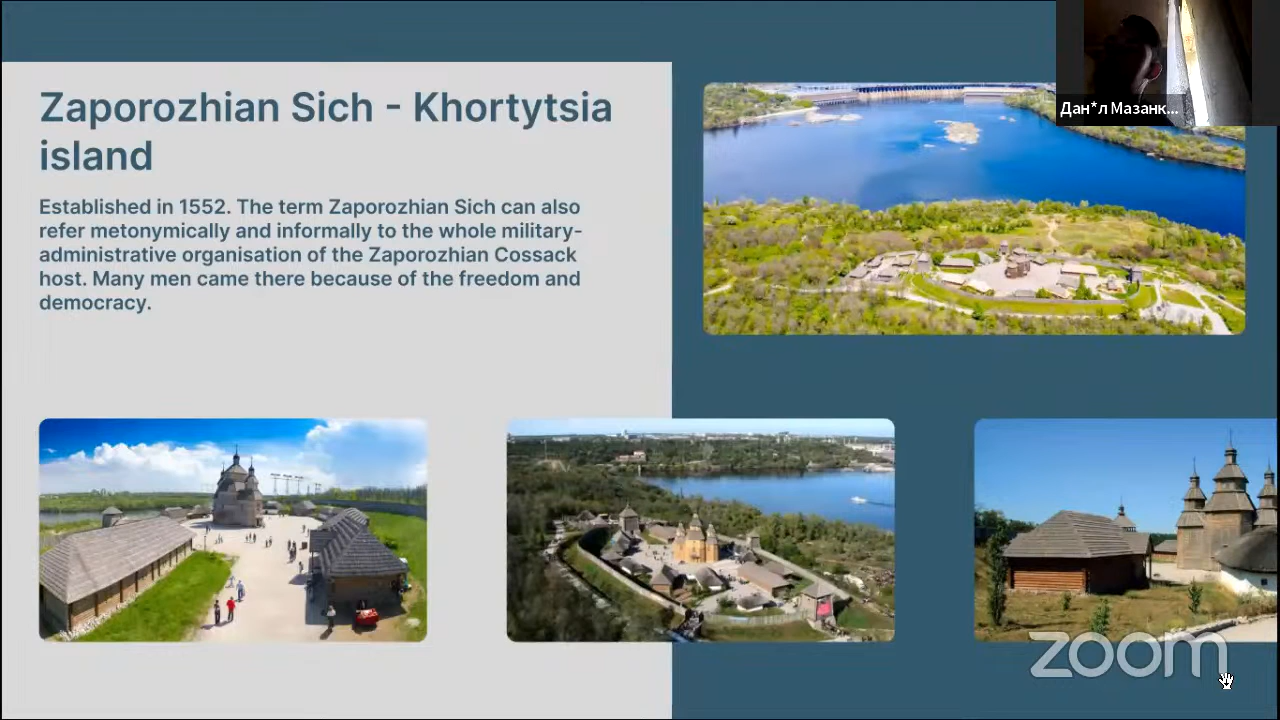 Zaporozhian Sich - Khortytsia
island
Established in 1552. The term Zaporozhian Sich can also
refer metonymically and informally to the whole military-
administrative organisation of the Zaporozhian Cossack
host. Many men came there because of the freedom and
democracy.
Дан*л Мазанк...
zoom